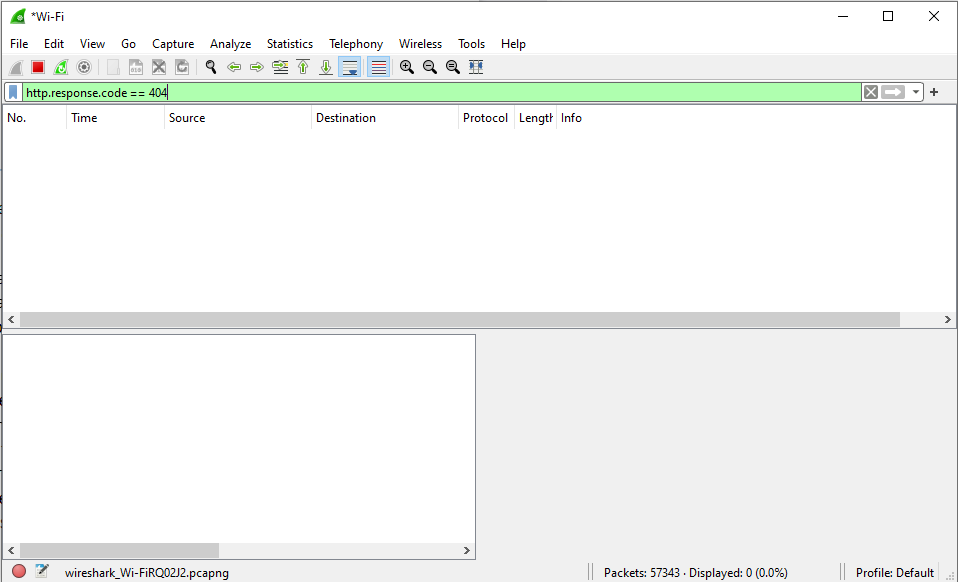 *Wi-Fi
File Edit View Go Capture Analyze Statistics Telephony Wireless Tools Help
http.response.code == 404
No. Time Source Destination Protocol Length Info
wireshark_Wi-FiRQ02J2.pcapng Packets: 57343 · Displayed: 0 (0.0%) Profile: Default